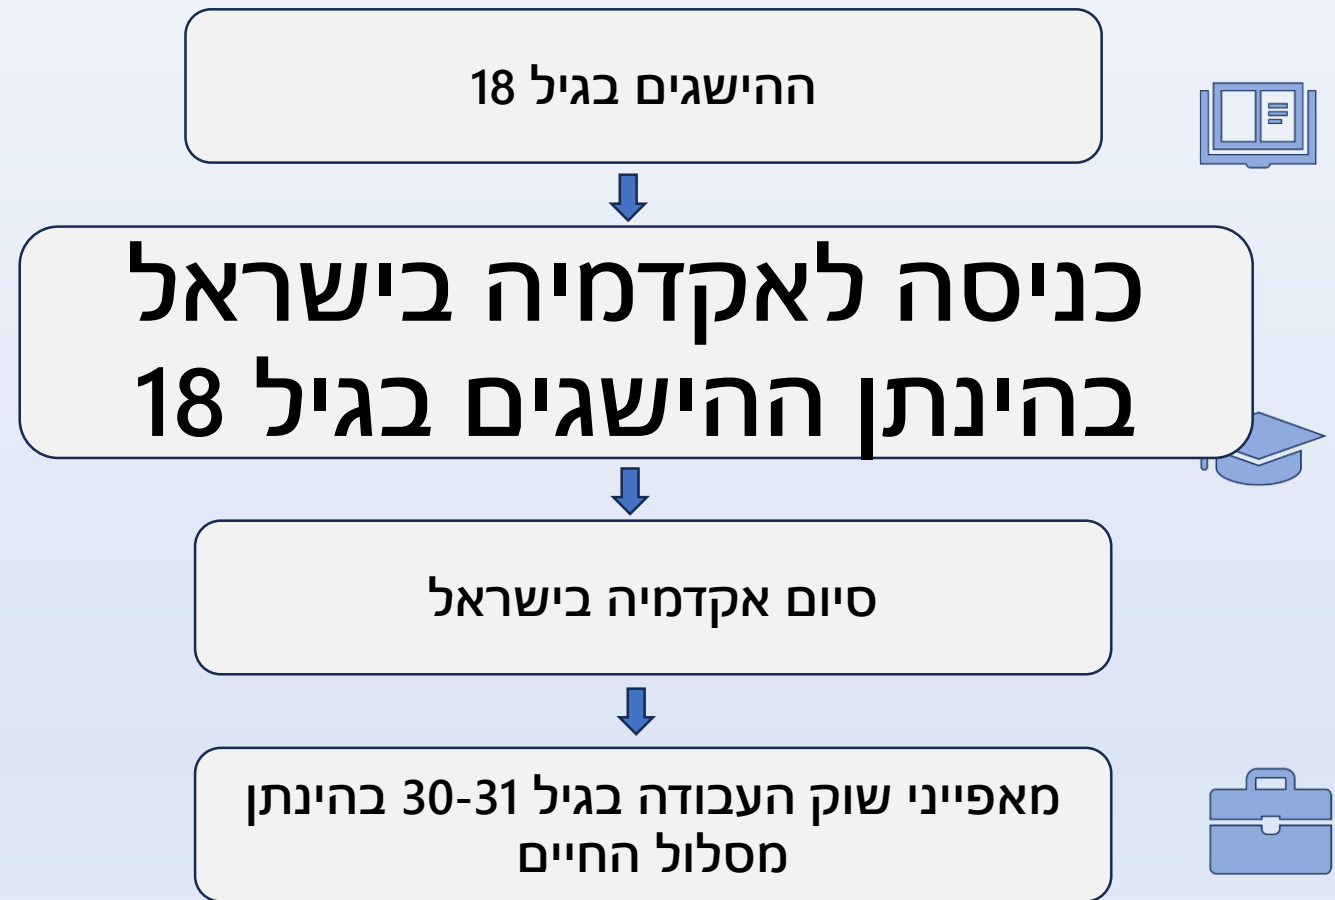 ההישגים בגיל 18
כניסה לאקדמיה בישראל
בהינתן ההישגים בגיל 18
סיום אקדמיה בישראל
מאפייני שוק העבודה בגיל 30-31 בהינתן
מסלול החיים